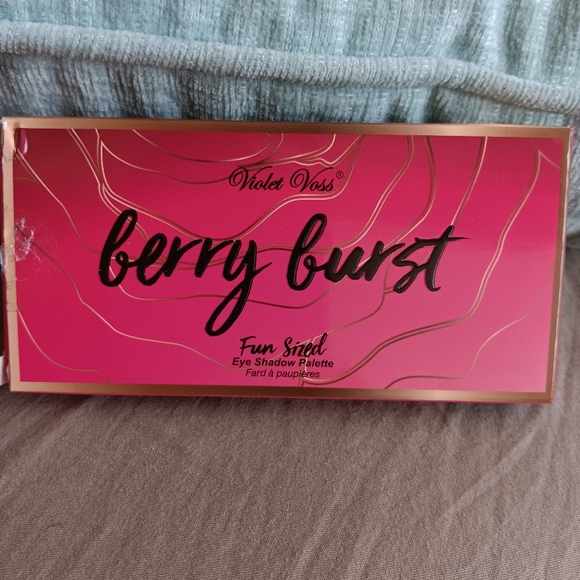 Violet Voss®
berry burst
Fun Sized
Eye Shadow Palette
Fard à paupières